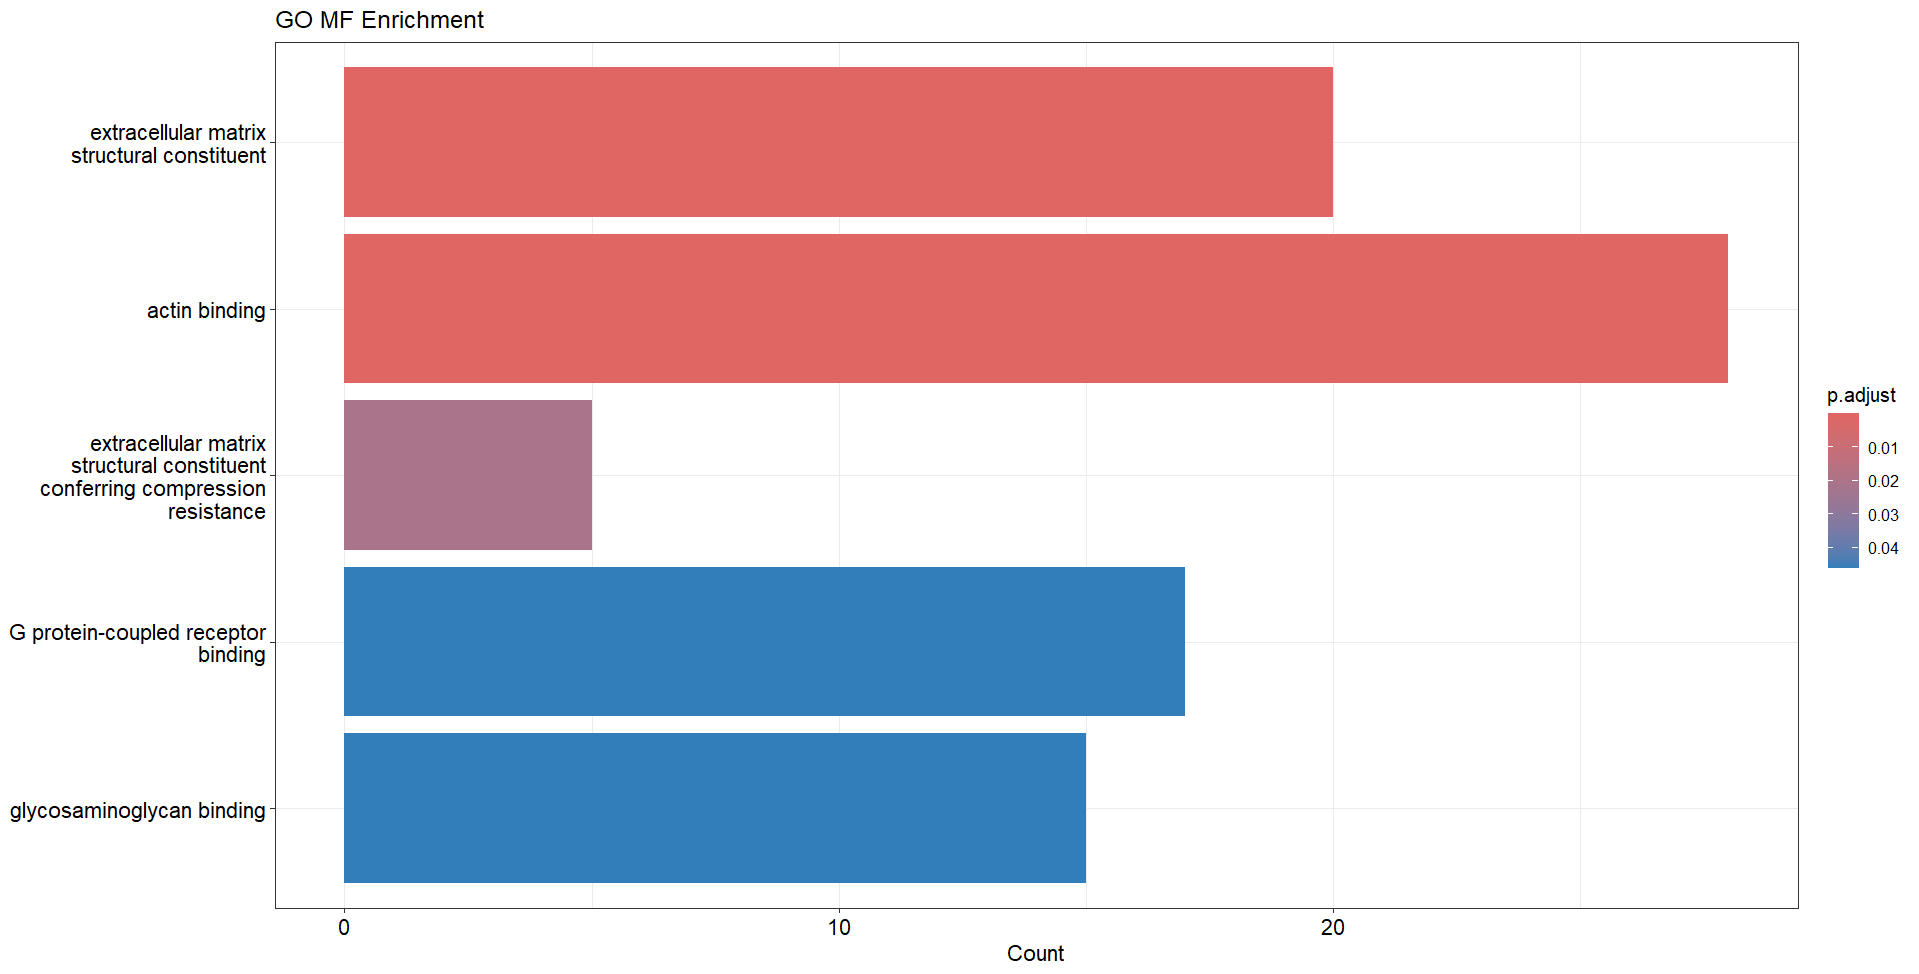 GO MF Enrichment
extracellular matrix
structural constituent
actin binding
extracellular matrix
structural constituent
conferring compression
resistance
G protein-coupled receptor
binding
glycosaminoglycan binding
0
10
20
Count
p.adjust
0.01
0.02
0.03
0.04